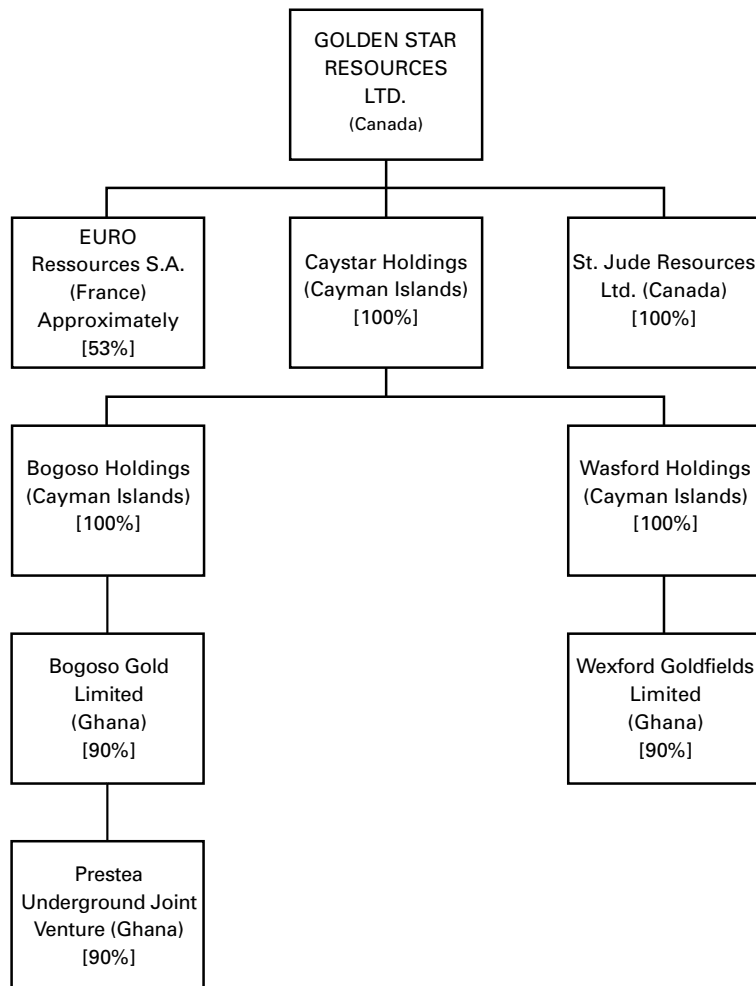 GOLDEN STAR
RESOURCES
LTD.
(Canada)
EURO
Ressources S.A.
(France)
Approximately
[53%]
Caystar Holdings
(Cayman Islands)
[100%]
St. Jude Resources
Ltd. (Canada)
[100%]
Bogoso Holdings
(Cayman Islands)
[100%]
Wasford Holdings
(Cayman Islands)
[100%]
Bogoso Gold
Limited
(Ghana)
[90%]
Wexford Goldfields
Limited
(Ghana)
[90%]
Prestea
Underground Joint
Venture (Ghana)
[90%]